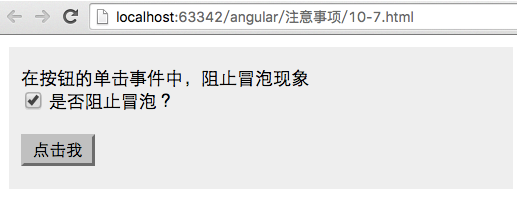 localhost:63342/angular/注意事项/10-7.html
在按钮的单击事件中，阻止冒泡现象
是否阻止冒泡？
点击我